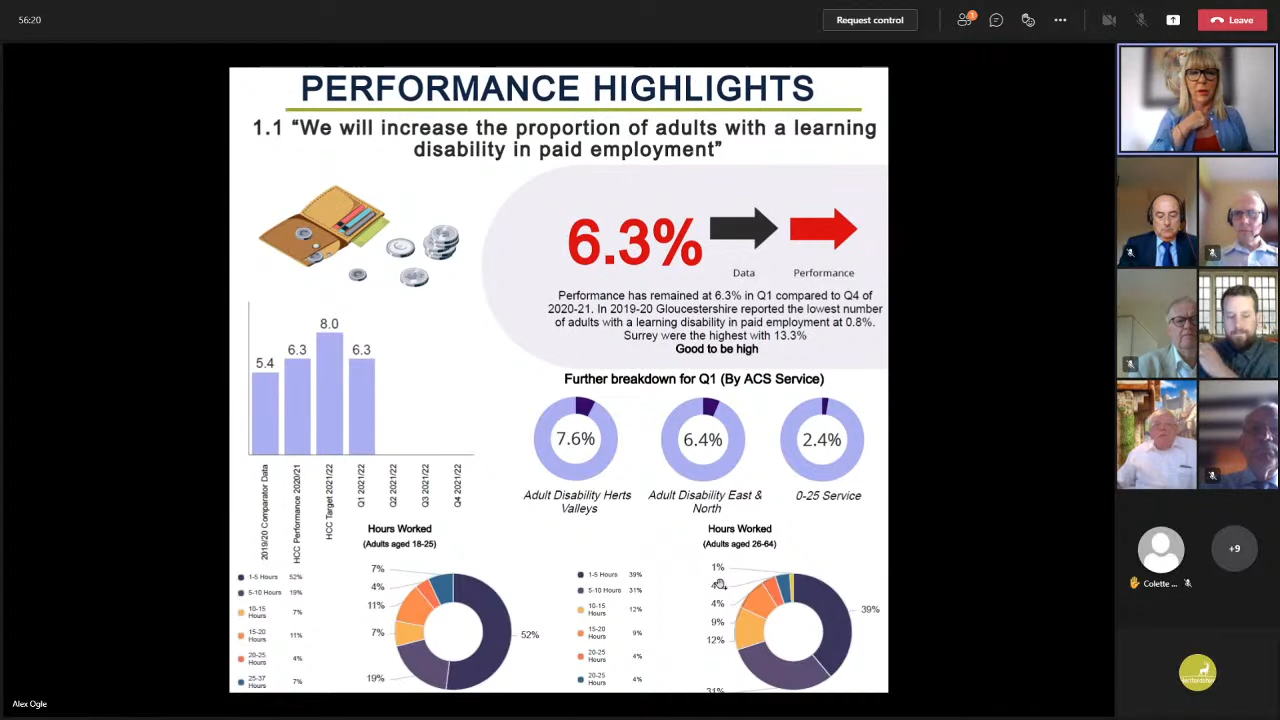 56:20
Request control
1
Leave
PERFORMANCE HIGHLIGHTS
1.1 “We will increase the proportion of adults with a learning
disability in paid employment”
6.3%
Data
Performance
Performance has remained at 6.3% in Q1 compared to Q4 of
2020-21. In 2019-20 Gloucestershire reported the lowest number
of adults with a learning disability in paid employment at 0.8%.
Surrey were the highest with 13.3%
Good to be high
5.4
6.3
8.0
6.3
2019/20 Comparator Data
HCC Performance 2020/21
HCC Target 2021/22
Q1 2021/22
Q2 2021/22
Q3 2021/22
Q4 2021/22
Further breakdown for Q1 (By ACS Service)
7.6%
6.4%
2.4%
Adult Disability Herts
Valleys
Adult Disability East &
North
0-25 Service
Hours Worked
(Adults aged 18-25)
1-5 Hours 52%
5-10 Hours 19%
10-15
Hours 7%
15-20
Hours 11%
20-25
Hours 4%
25-37
Hours 7%
7%
4%
11%
7%
19%
52%
Hours Worked
(Adults aged 26-64)
1-5 Hours 39%
5-10 Hours 31%
10-15
Hours 12%
15-20
Hours 9%
20-25
Hours 4%
20-25
Hours 4%
1%
4%
9%
12%
31%
39%
+9
Colette ...
Alex Ogle